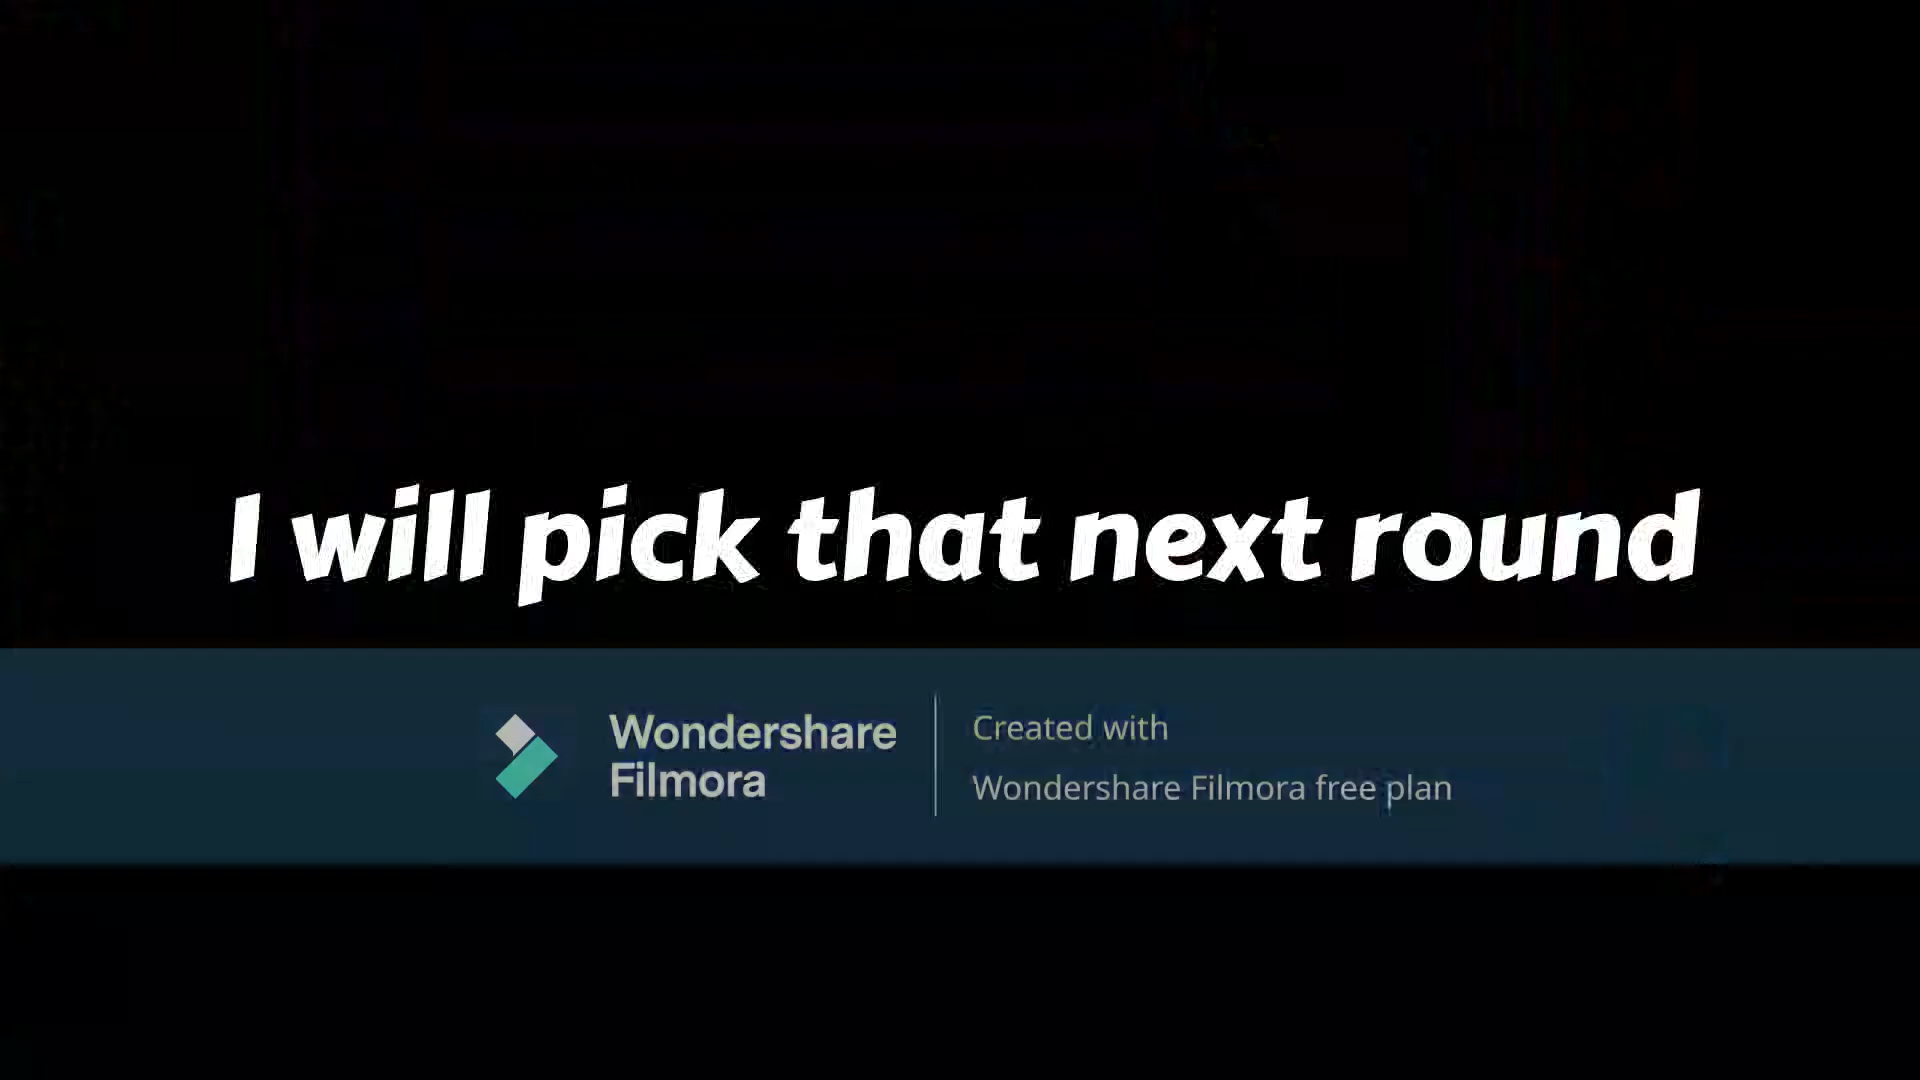 I will pick that next round
Wondershare
Filmora
Created with
Wondershare Filmora free plan